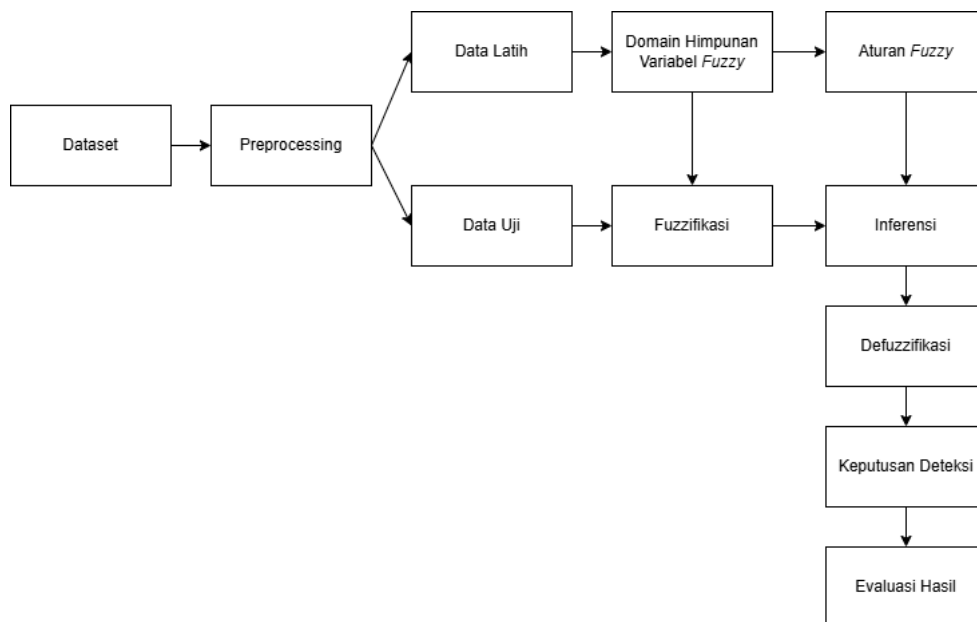 Data Latih
Domain Himpunan
Variabel Fuzzy
Aturan Fuzzy
Dataset
Preprocessing
Data Uji
Fuzzifikasi
Inferensi
Defuzzifikasi
Keputusan Deteksi
Evaluasi Hasil